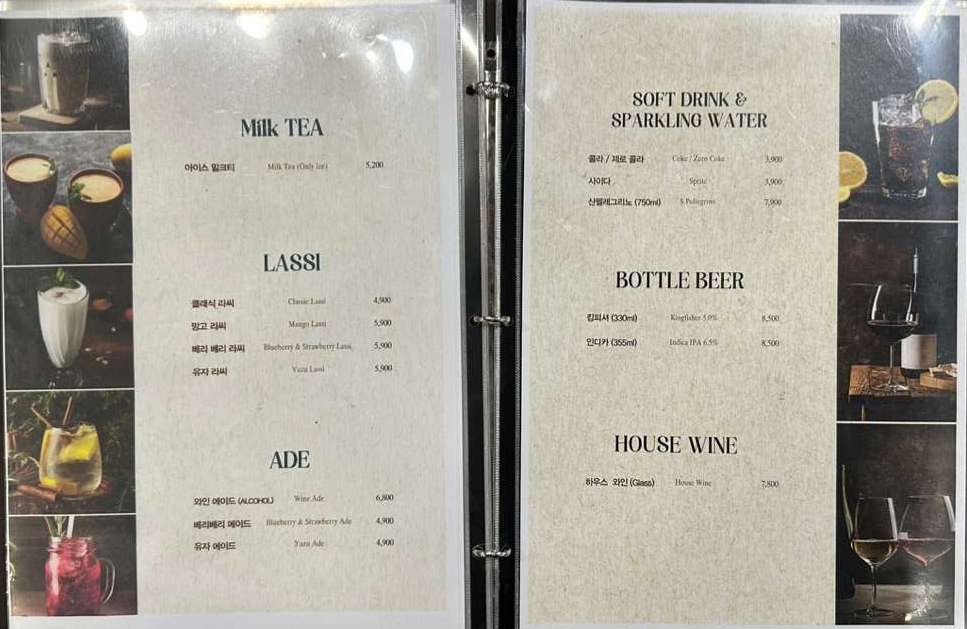 Milk TEA
아이스 밀크티 Milk Tea (Only Ice) 5,200
LASSI
클래식 라씨 Classic Lassi 4,900
망고 라씨 Mango Lassi 5,900
베리 베리 라씨 Blueberry & Strawberry Lassi 5,900
유자 라씨 Yuzu Lassi 5,900
ADE
와인 에이드 (ALCOHOL) Wine Ade 6,800
베리베리 에이드 Blueberry & Strawberry Ade 4,900
유자 에이드 Yuzu Ade 4,900
SOFT DRINK &
SPARKLING WATER
콜라 / 제로 콜라 Coke / Zero Coke 3,900
사이다 Sprite 3,900
산펠레그리노 (750ml) S.Pellegrino 7,900
BOTTLE BEER
킹피셔 (330ml) Kingfisher 5.0% 8,500
인디카 (355ml) Indica IPA 6.5% 8,500
HOUSE WINE
하우스 와인 (Glass) House Wine 7,800